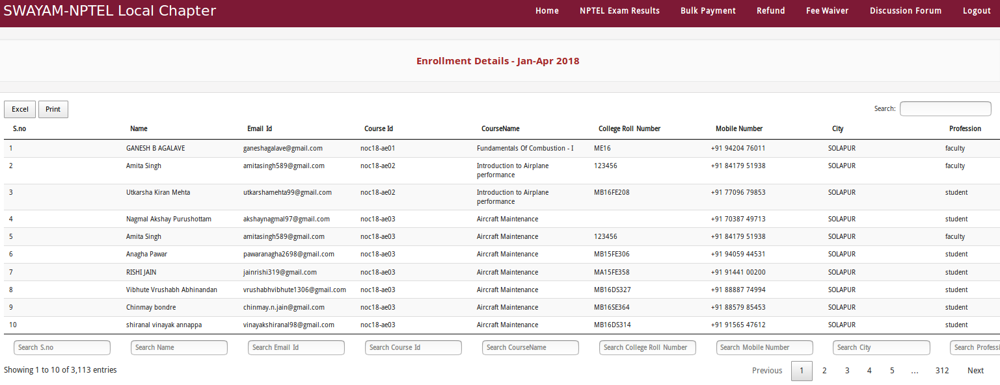 SWAYAM-NPTEL Local Chapter Home NPTEL Exam Results Bulk Payment Refund Fee Waiver Discussion Forum Logout
Enrollment Details - Jan-Apr 2018
Excel Print Search:
S.no Name Email Id Course Id CourseName College Roll Number Mobile Number City Profession
1 GANESH B AGALAVE ganeshagalave@gmail.com noc18-ae01 Fundamentals Of Combustion - I ME16 +91 94204 76011 SOLAPUR faculty
2 Amita Singh amitasingh589@gmail.com noc18-ae02 Introduction to Airplane 123456 +91 84179 51938 SOLAPUR faculty
performance
3 Utkarsha Kiran Mehta utkarshamehta99@gmail.com noc18-ae02 Introduction to Airplane MB16FE208 +91 77096 79853 SOLAPUR student
performance
4 Nagmal Akshay Purushottam akshaynagmal97@gmail.com noc18-ae03 Aircraft Maintenance +91 70387 49713 SOLAPUR student
5 Amita Singh amitasingh589@gmail.com noc18-ae03 Aircraft Maintenance 123456 +91 84179 51938 SOLAPUR faculty
6 Anagha Pawar pawaranagha2698@gmail.com noc18-ae03 Aircraft Maintenance MB15FE306 +91 94059 44531 SOLAPUR student
7 RISHI JAIN jainrishi319@gmail.com noc18-ae03 Aircraft Maintenance MA15FE358 +91 91441 00200 SOLAPUR student
8 Vibhute Vrushabh Abhinandan vrushabhvibhute1306@gmail.com noc18-ae03 Aircraft Maintenance MB16DS327 +91 88887 74994 SOLAPUR student
9 Chinmay bondre chinmay.n.jain@gmail.com noc18-ae03 Aircraft Maintenance MB16SE364 +91 88579 85453 SOLAPUR student
10 shiranal vinayak annappa vinayakshiranal98@gmail.com noc18-ae03 Aircraft Maintenance MB16DS314 +91 91565 47612 SOLAPUR student
Search S.no Search Name Search Email Id Search Course Id Search CourseName Search College Roll Number Search Mobile Number Search City Search Professi
Showing 1 to 10 of 3,113 entries Previous 1 2 3 4 5 ... 312 Next